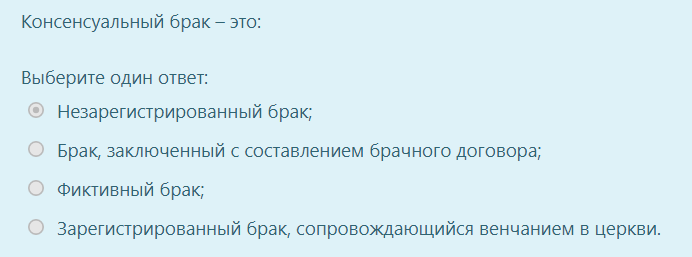 Консенсуальный брак – это:
Выберите один ответ:
Незарегистрированный брак;
Брак, заключенный с составлением брачного договора;
Фиктивный брак;
Зарегистрированный брак, сопровождающийся венчанием в церкви.